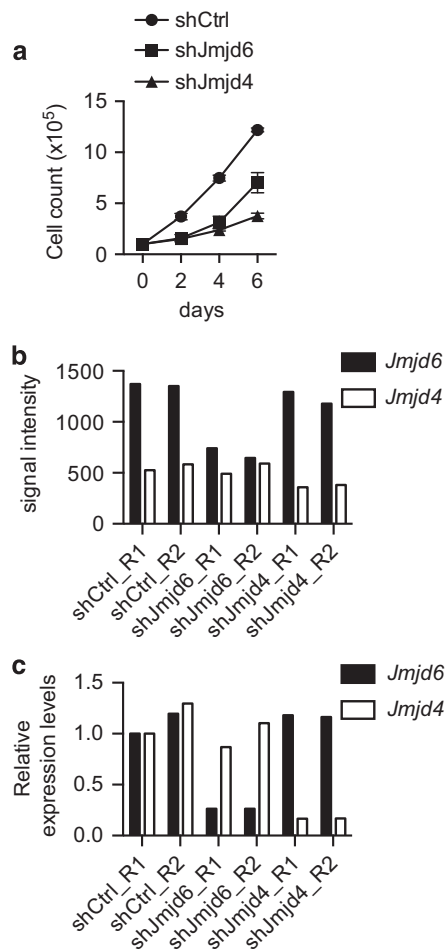 shCtrl
shJmjd6
shJmjd4
a
15
10
5
0
Cell count (x10⁵)
0 2 4 6
days
b
Jmjd6
Jmjd4
1500
1000
500
0
signal intensity
shCtrl_R1
shCtrl_R2
shJmjd6_R1
shJmjd6_R2
shJmjd4_R1
shJmjd4_R2
c
Jmjd6
Jmjd4
1.5
1.0
0.5
0.0
Relative
expression levels
shCtrl_R1
shCtrl_R2
shJmjd6_R1
shJmjd6_R2
shJmjd4_R1
shJmjd4_R2